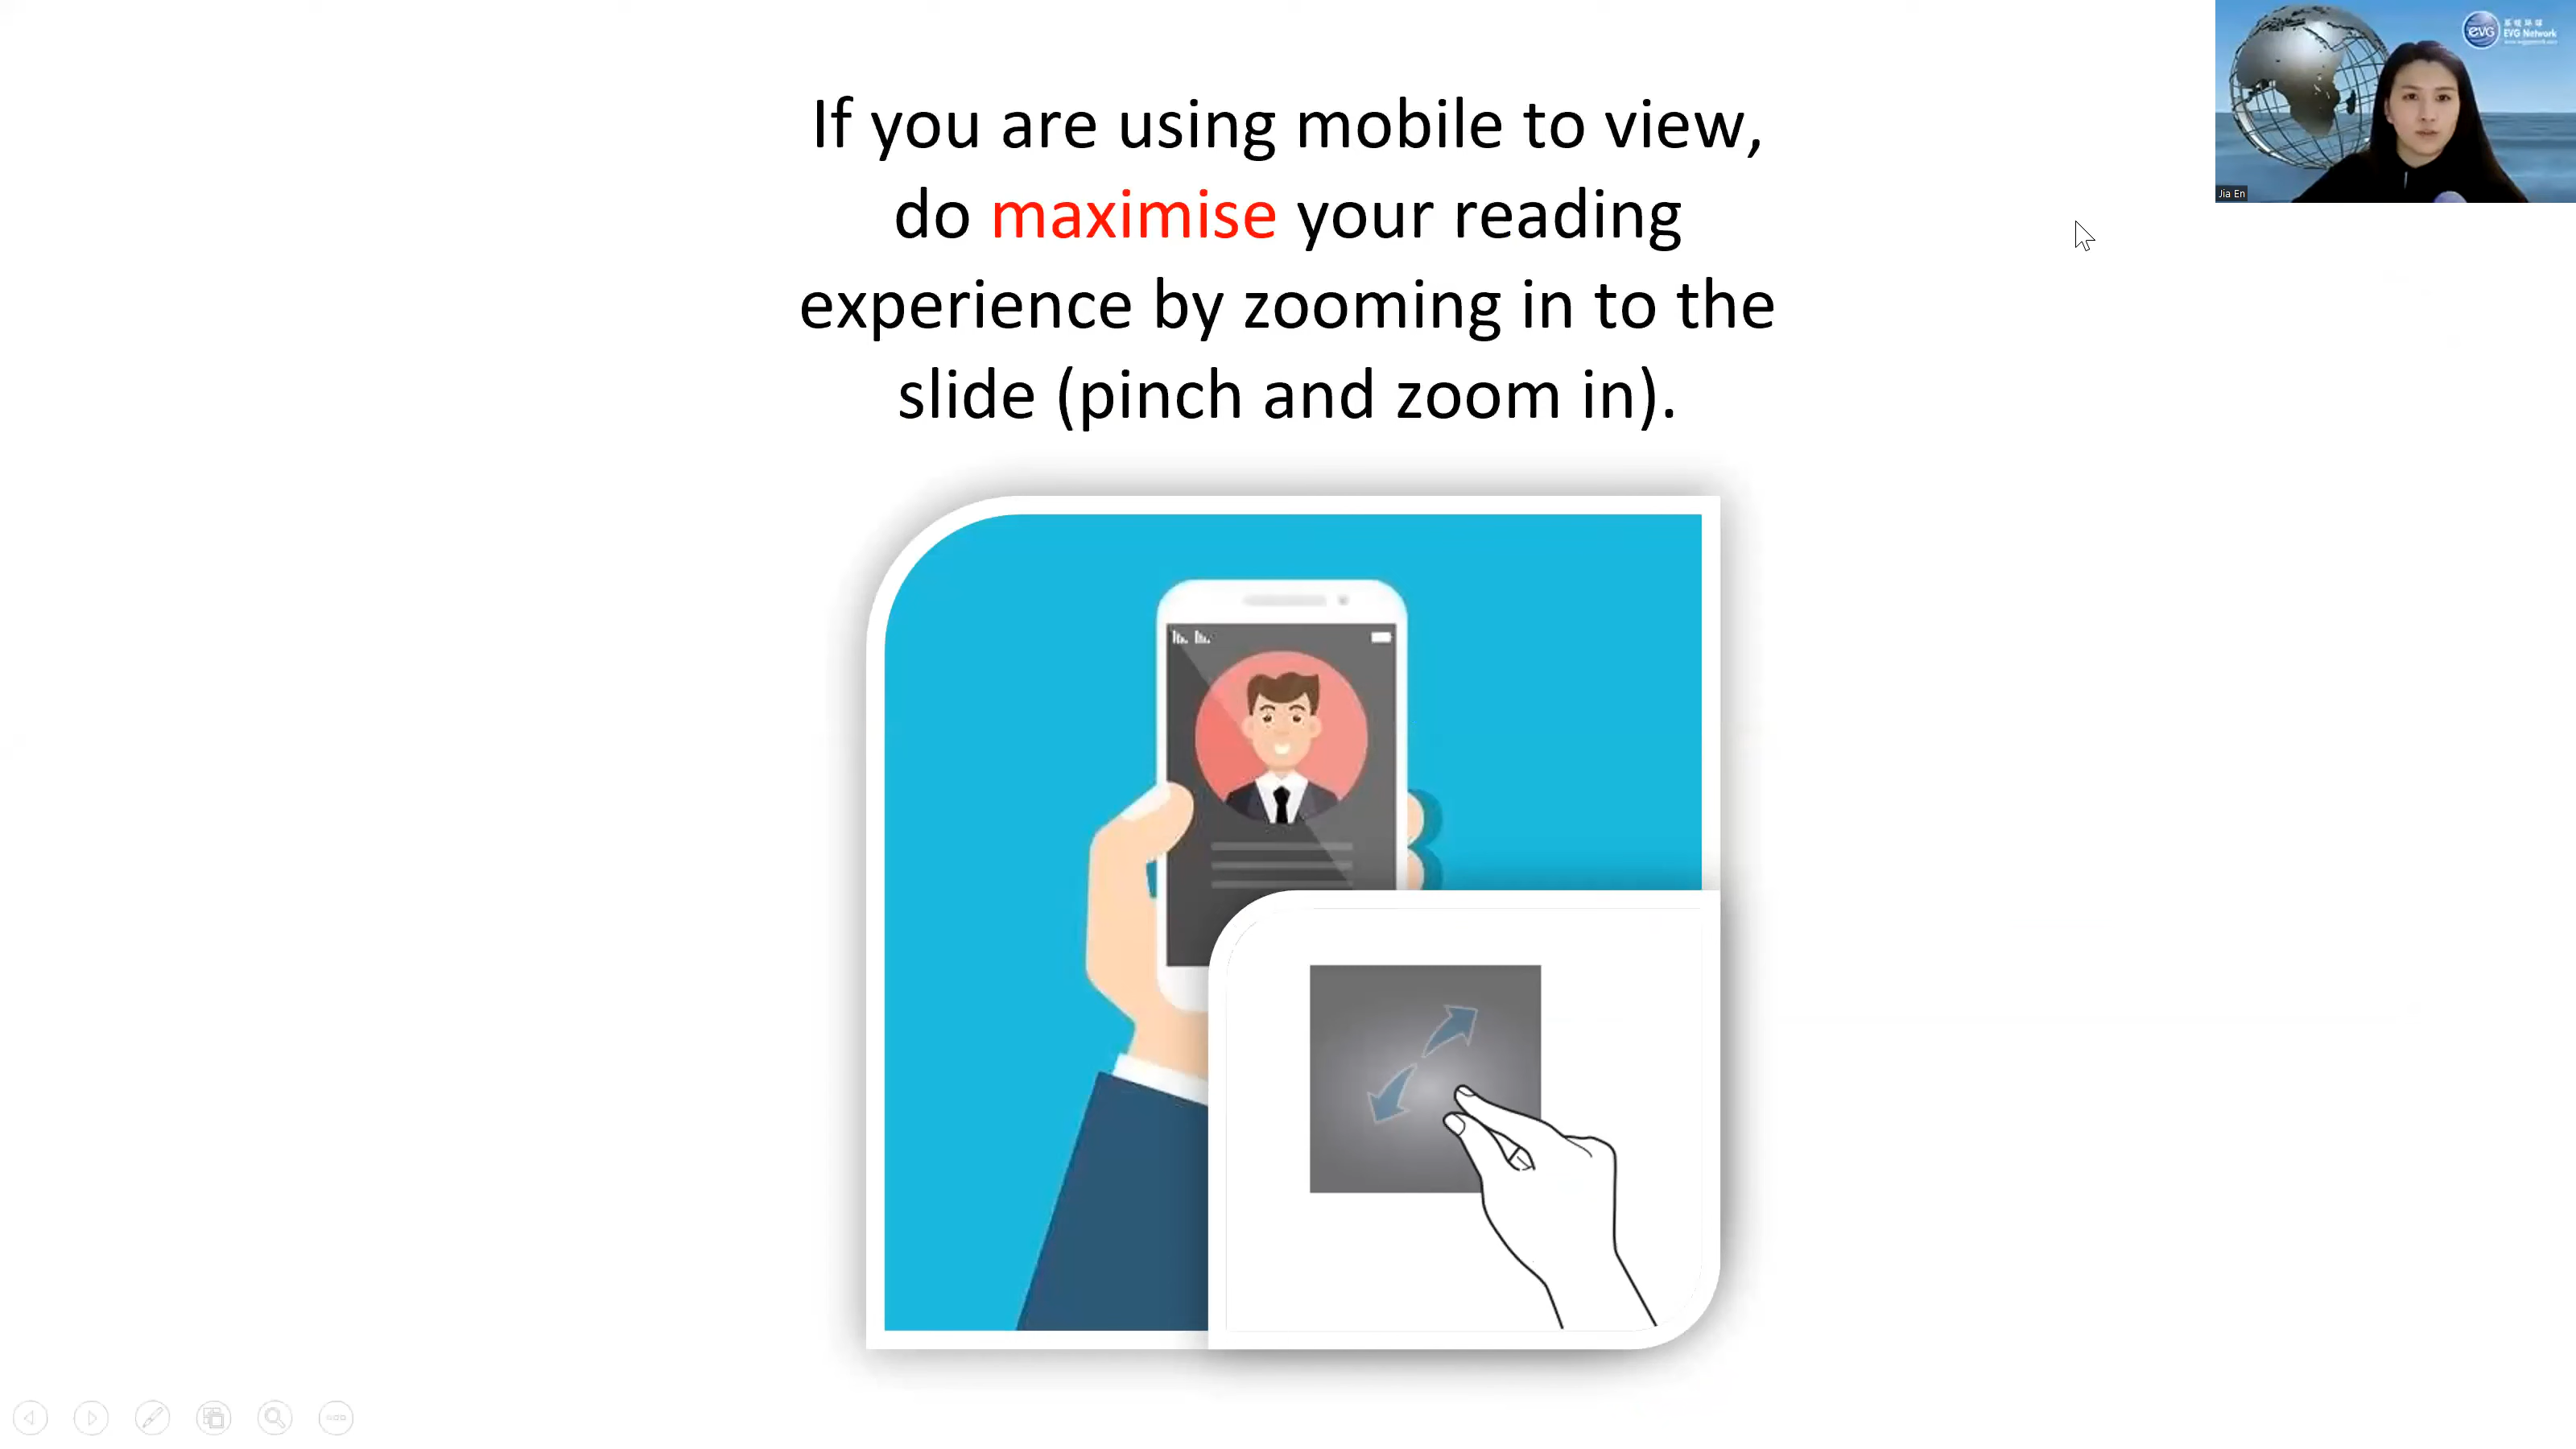 If you are using mobile to view,
do maximise your reading
experience by zooming in to the
slide (pinch and zoom in).
EVG
EVG Network
Jia En